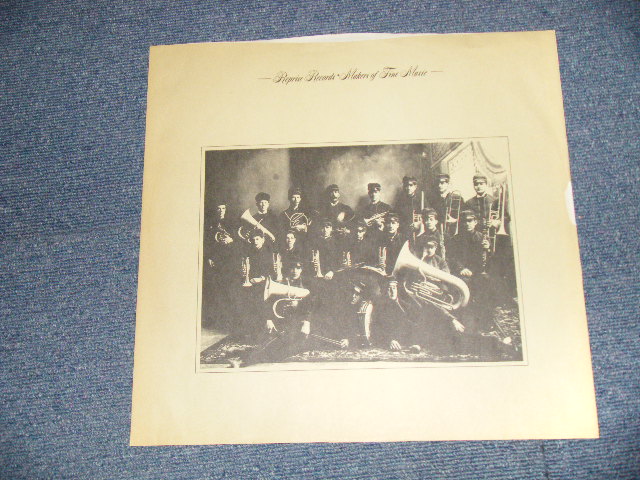 Reprise Records • Makers of Fine Music